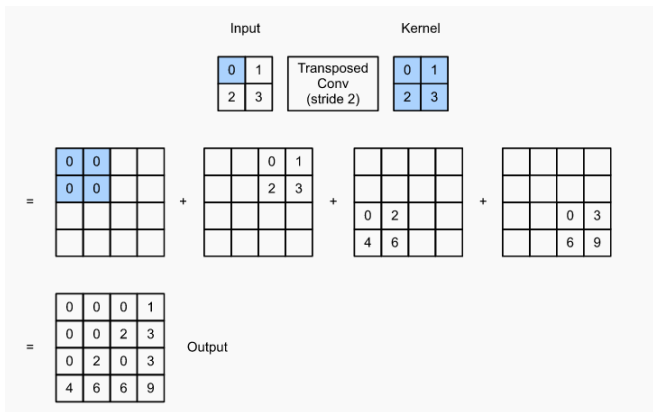 Input Kernel
0 1 Transposed Conv (stride 2) 0 1
2 3 2 3
= 0 0 + 0 1 + +
0 0 2 3
0 2 0 3
4 6 6 9
= 0 0 0 1 Output
0 0 2 3
0 2 0 3
4 6 6 9